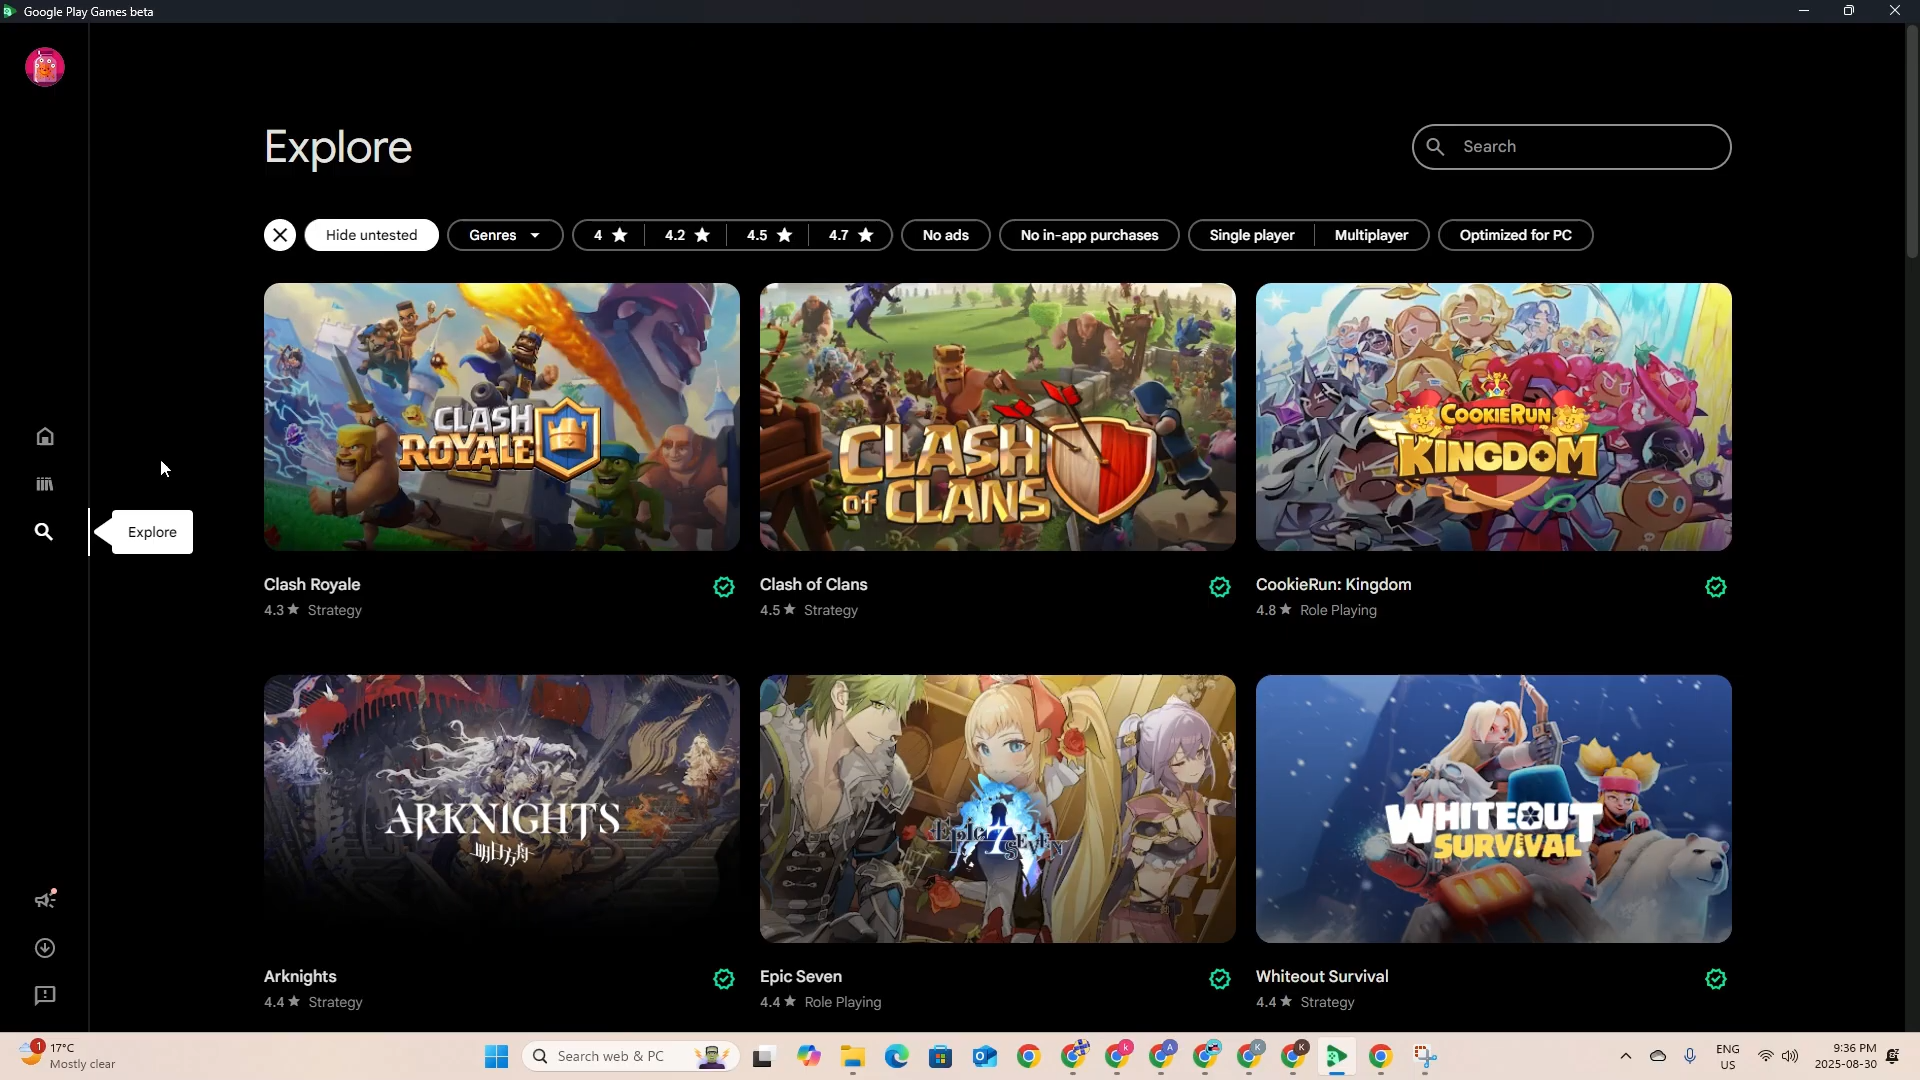 Google Play Games beta
Explore
Search
Hide untested
Genres
4
4.2
4.5
4.7
No ads
No in-app purchases
Single player
Multiplayer
Optimized for PC
CLASH
ROYALE
CLASH
of CLANS
COOKIERUN
KINGDOM
Explore
Clash Royale
4.3 Strategy
Clash of Clans
4.5 Strategy
CookieRun: Kingdom
4.8 Role Playing
ARKNIGHTS
明日方舟
Epic Seven
WHITEOUT
SURVIVAL
Arknights
4.4 Strategy
Epic Seven
4.4 Role Playing
Whiteout Survival
4.4 Strategy
1
17°C
Mostly clear
Search web & PC
k
A
K
K
ENG
US
9:36 PM
2025-08-30